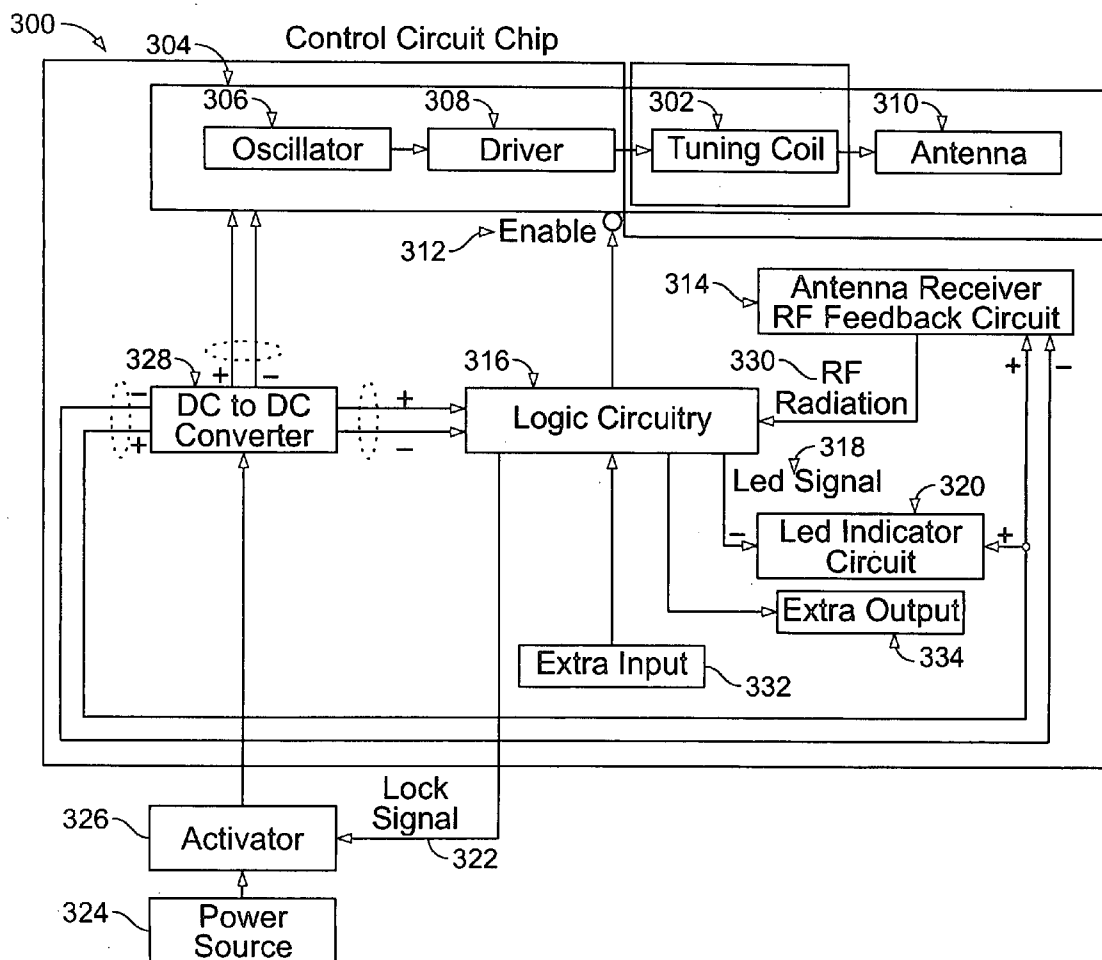 300
Control Circuit Chip
304
306
308
302
310
Oscillator
Driver
Tuning Coil
Antenna
312
Enable
314
Antenna Receiver
RF Feedback Circuit
328
316
330
RF
Radiation
+
−
+
−
−
+
+
−
DC to DC
Converter
Logic Circuitry
318
Led Signal
320
−
+
Led Indicator
Circuit
Extra Output
334
Extra Input
332
Lock
Signal
322
326
Activator
324
Power
Source